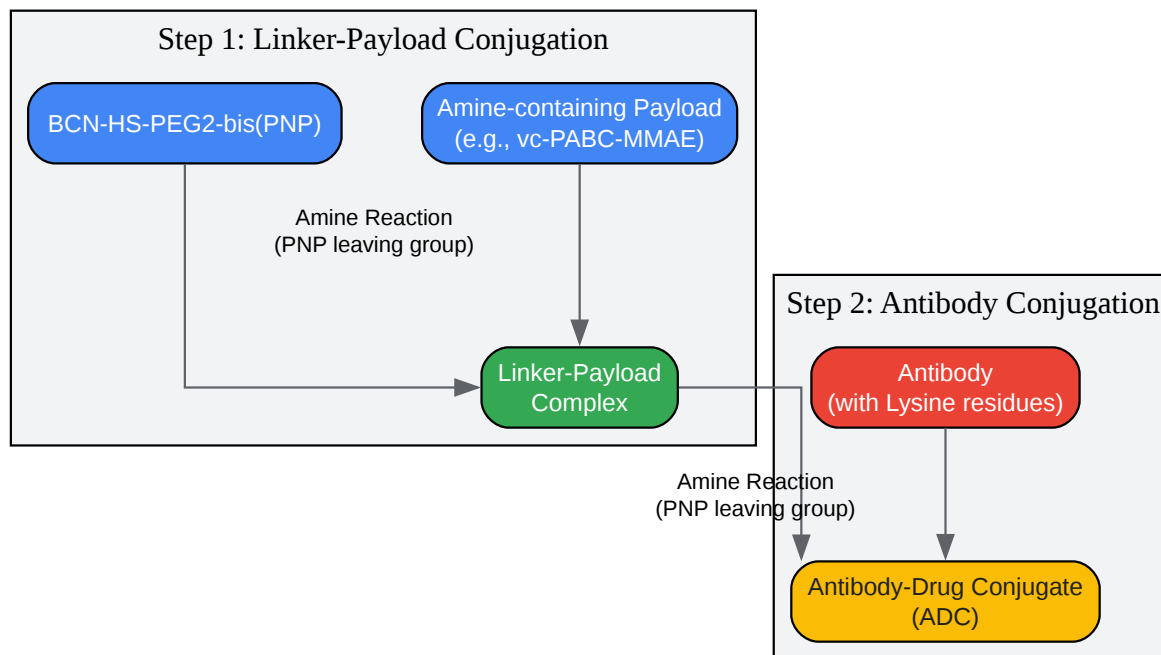 Step 1: Linker-Payload Conjugation
BCN-HS-PEG2-bis(PNP)
Amine-containing Payload
(e.g., vc-PABC-MMAE)
Amine Reaction
(PNP leaving group)
Linker-Payload
Complex
Step 2: Antibody Conjugation
Antibody
(with Lysine residues)
Amine Reaction
(PNP leaving group)
Antibody-Drug Conjugate
(ADC)